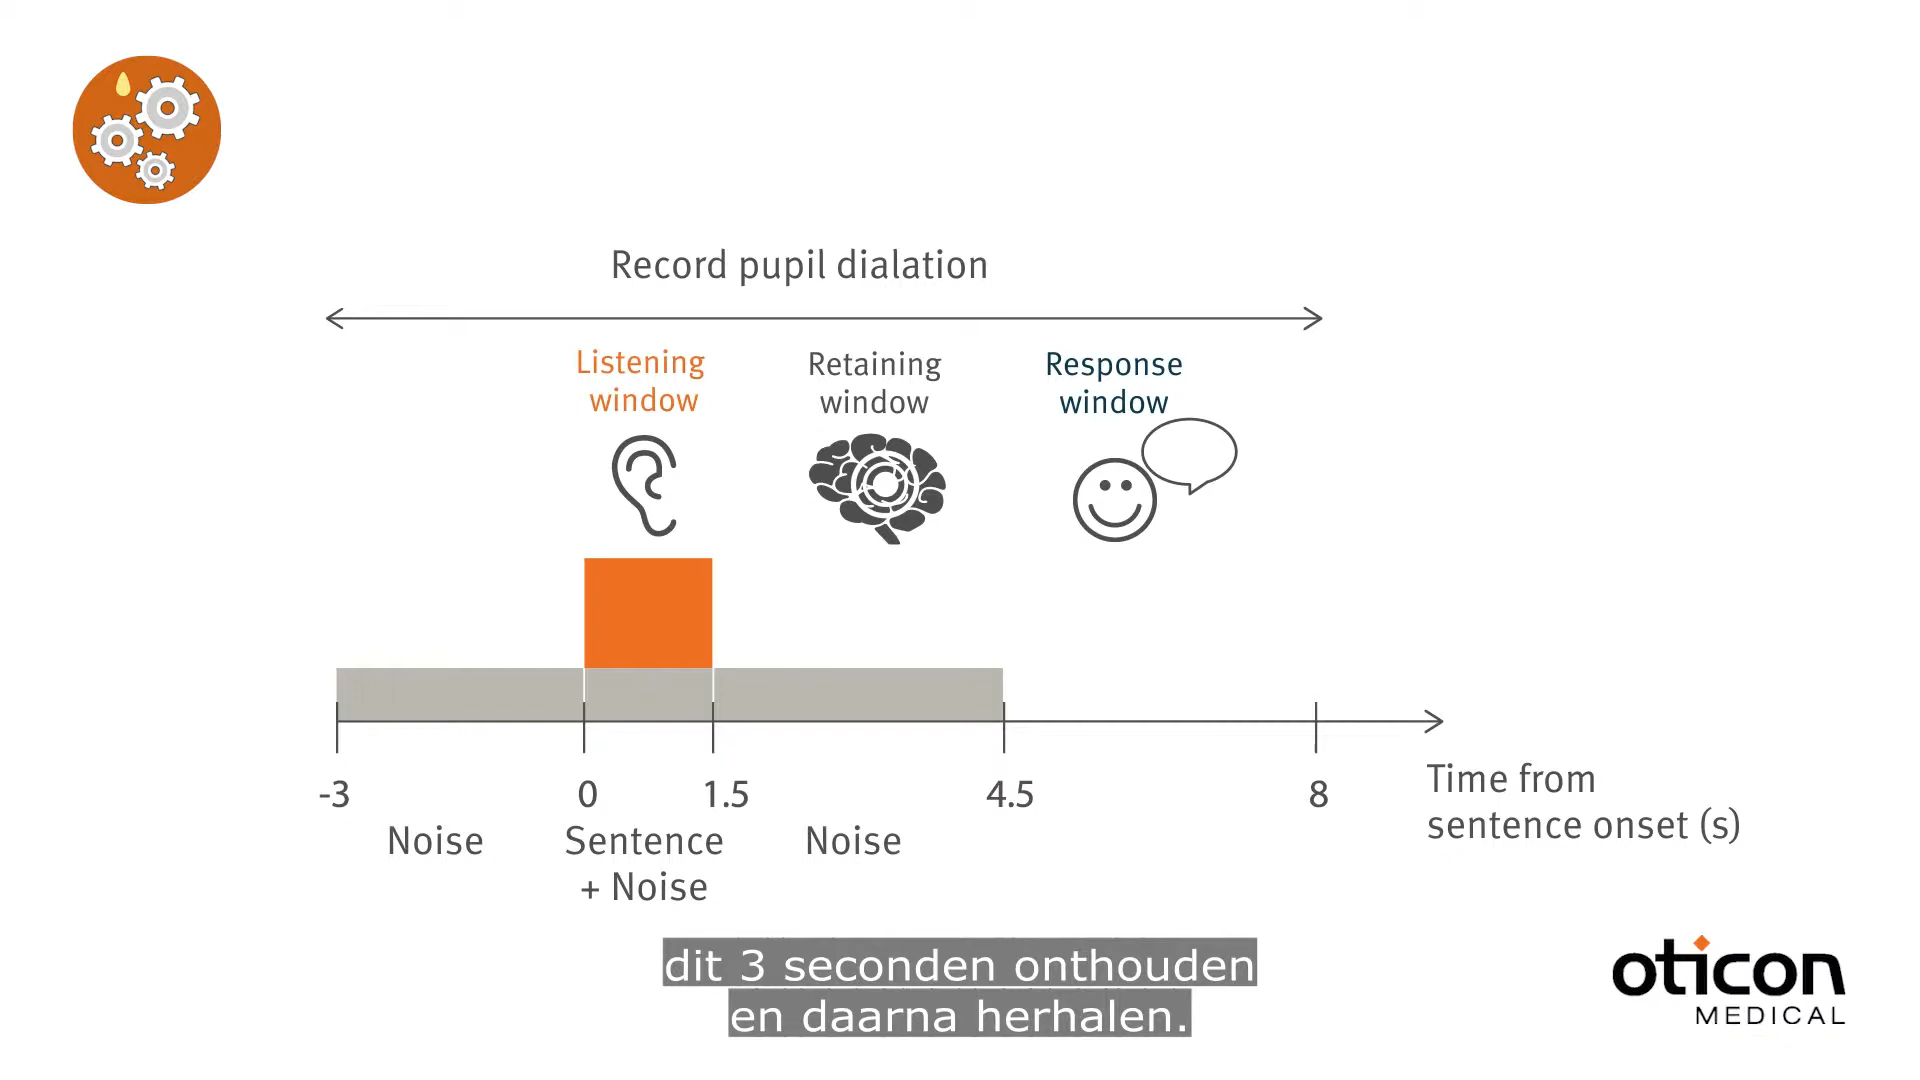 Record pupil dialation
Listening
window
Retaining
window
Response
window
-3
0
1.5
4.5
8
Time from
sentence onset (s)
Noise
Sentence
+ Noise
Noise
dit 3 seconden onthouden
en daarna herhalen.
oticon
MEDICAL